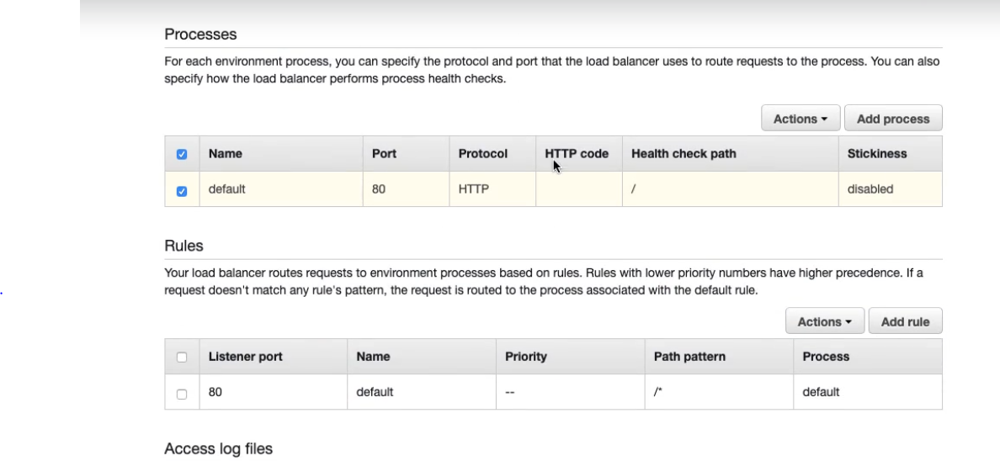 Processes
For each environment process, you can specify the protocol and port that the load balancer uses to route requests to the process. You can also
specify how the load balancer performs process health checks.
Actions Add process
Name Port Protocol HTTP code Health check path Stickiness
default 80 HTTP / disabled
Rules
Your load balancer routes requests to environment processes based on rules. Rules with lower priority numbers have higher precedence. If a
request doesn't match any rule's pattern, the request is routed to the process associated with the default rule.
Actions Add rule
Listener port Name Priority Path pattern Process
80 default -- /* default
Access log files